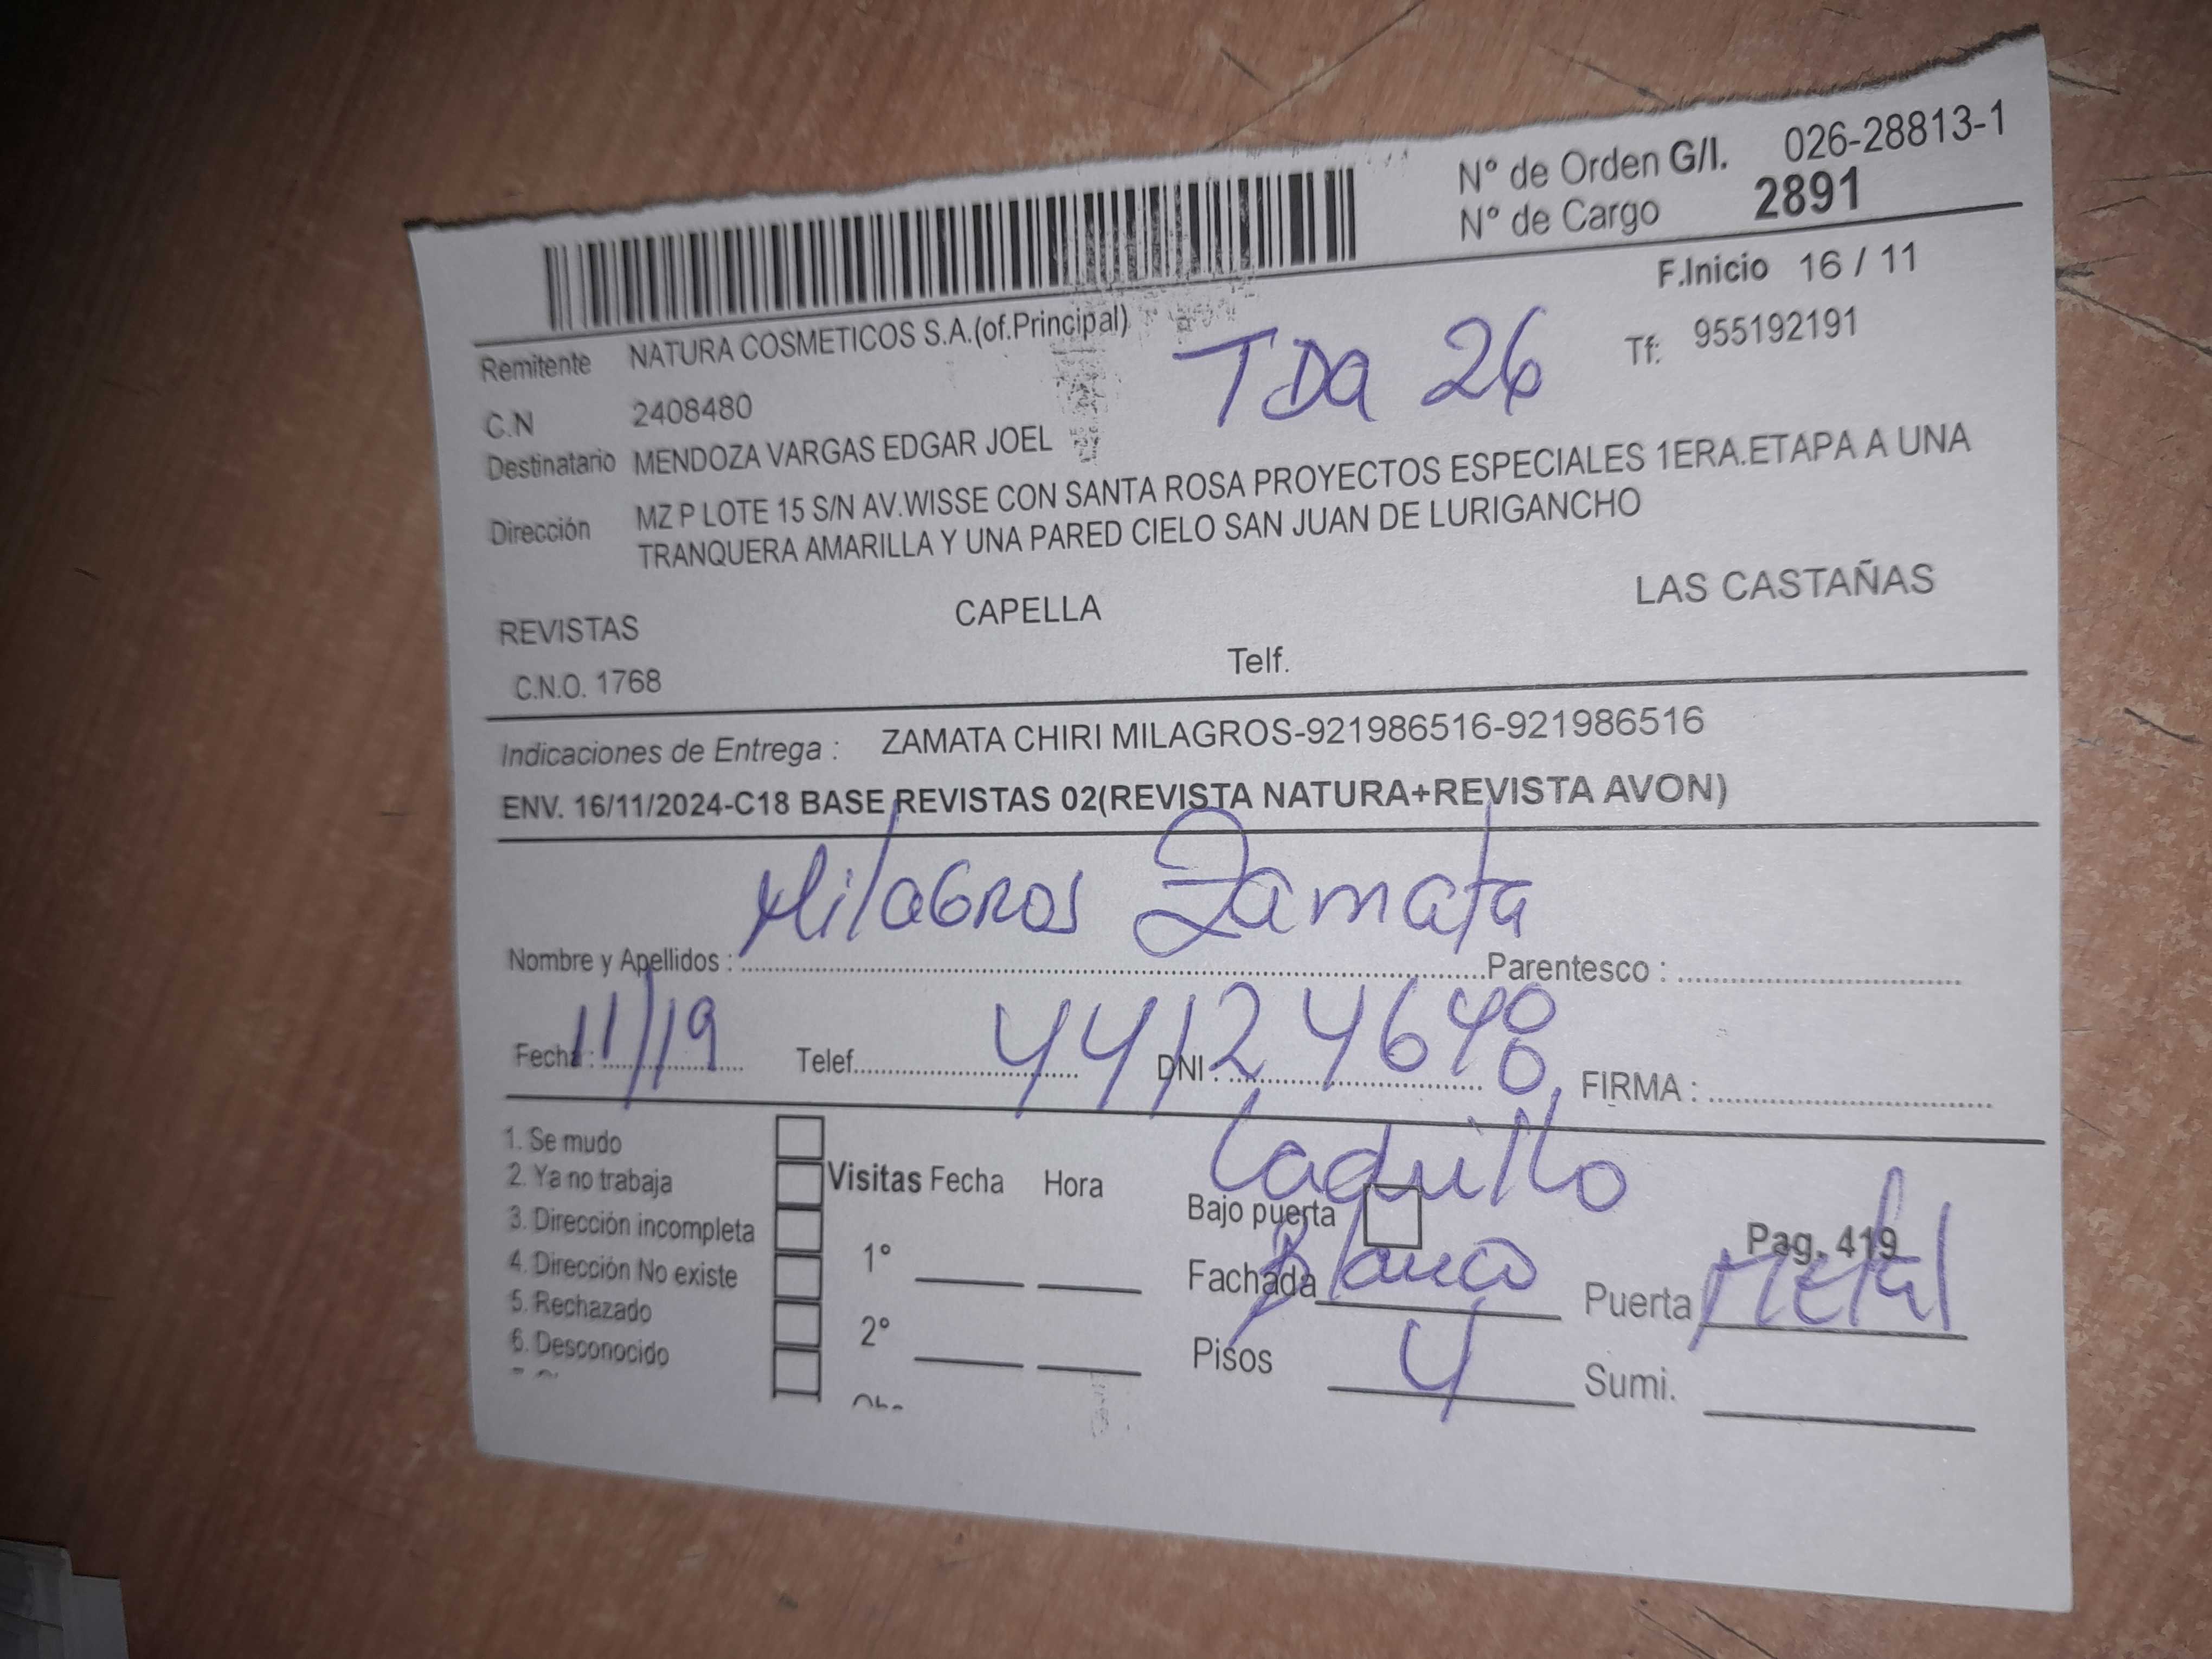 N° de Orden G/I. 026-28813-1
N° de Cargo 2891
F.Inicio 16 / 11
Remitente NATURA COSMETICOS S.A.(of.Principal)
TDA 26
Tf: 955192191
C.N 2408480
Destinatario MENDOZA VARGAS EDGAR JOEL
Dirección MZ P LOTE 15 S/N AV.WISSE CON SANTA ROSA PROYECTOS ESPECIALES 1ERA.ETAPA A UNA
TRANQUERA AMARILLA Y UNA PARED CIELO SAN JUAN DE LURIGANCHO
REVISTAS CAPELLA LAS CASTAÑAS
C.N.O. 1768 Telf.
Indicaciones de Entrega : ZAMATA CHIRI MILAGROS-921986516-921986516
ENV. 16/11/2024-C18 BASE REVISTAS 02(REVISTA NATURA+REVISTA AVON)
Milagros Zamata
Nombre y Apellidos : Parentesco :
Fecha : 11/19 Telef. DNI : FIRMA :
1. Se mudo
2. Ya no trabaja
3. Dirección incompleta
4. Dirección No existe
5. Rechazado
6. Desconocido
Visitas Fecha Hora
1°
2°
Ladrillo
Bajo puerta
Pag. 419
Fachada Blanco Puerta Metal
Pisos 4 Sumi.